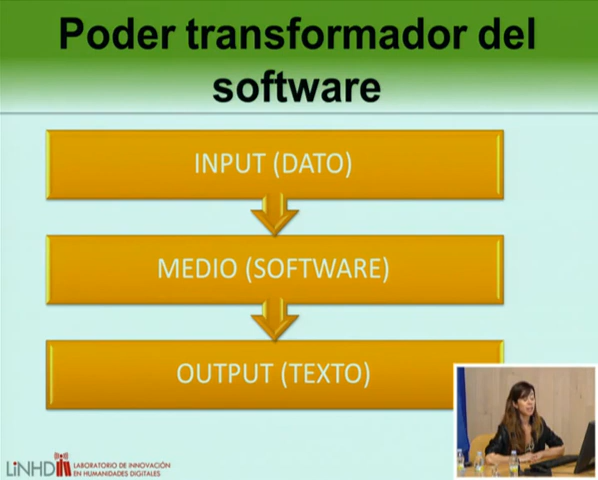 Poder transformador del
software
INPUT (DATO)
MEDIO (SOFTWARE)
OUTPUT (TEXTO)
LiNHD
LABORATORIO DE INNOVACIÓN
EN HUMANIDADES DIGITALES